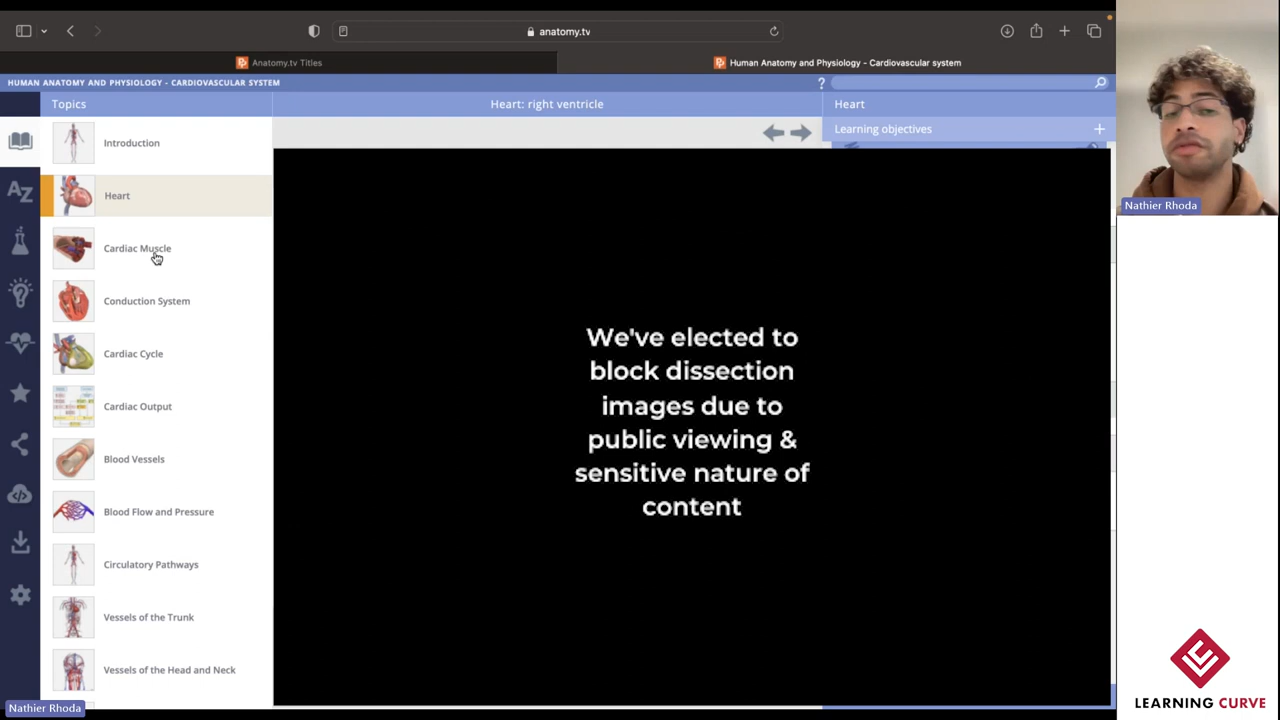 anatomy.tv
Anatomy.tv Titles
Human Anatomy and Physiology - Cardiovascular system
HUMAN ANATOMY AND PHYSIOLOGY - CARDIOVASCULAR SYSTEM
?
Topics
Heart: right ventricle
Heart
Learning objectives
+
AZ
Introduction
Heart
Cardiac Muscle
Conduction System
Cardiac Cycle
Cardiac Output
Blood Vessels
Blood Flow and Pressure
Circulatory Pathways
Vessels of the Trunk
Vessels of the Head and Neck
We've elected to
block dissection
images due to
public viewing &
sensitive nature of
content
Nathier Rhoda
Nathier Rhoda
LEARNING CURVE